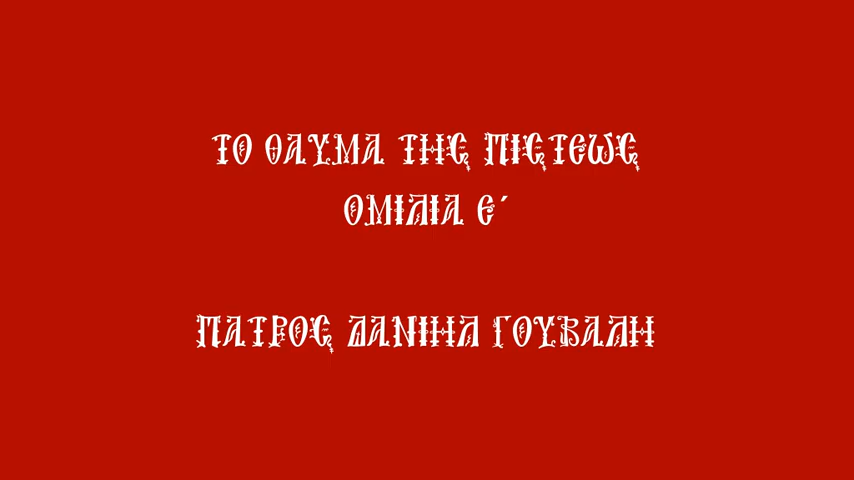 ΤΟ ΘΑΥΜΑ ΤΗΣ ΠΙΣΤΕΩΣ
ΟΜΙΛΙΑ Ε΄
ΠΑΤΡΟΣ ΔΑΝΙΗΛ ΓΟΥΒΑΛΗ